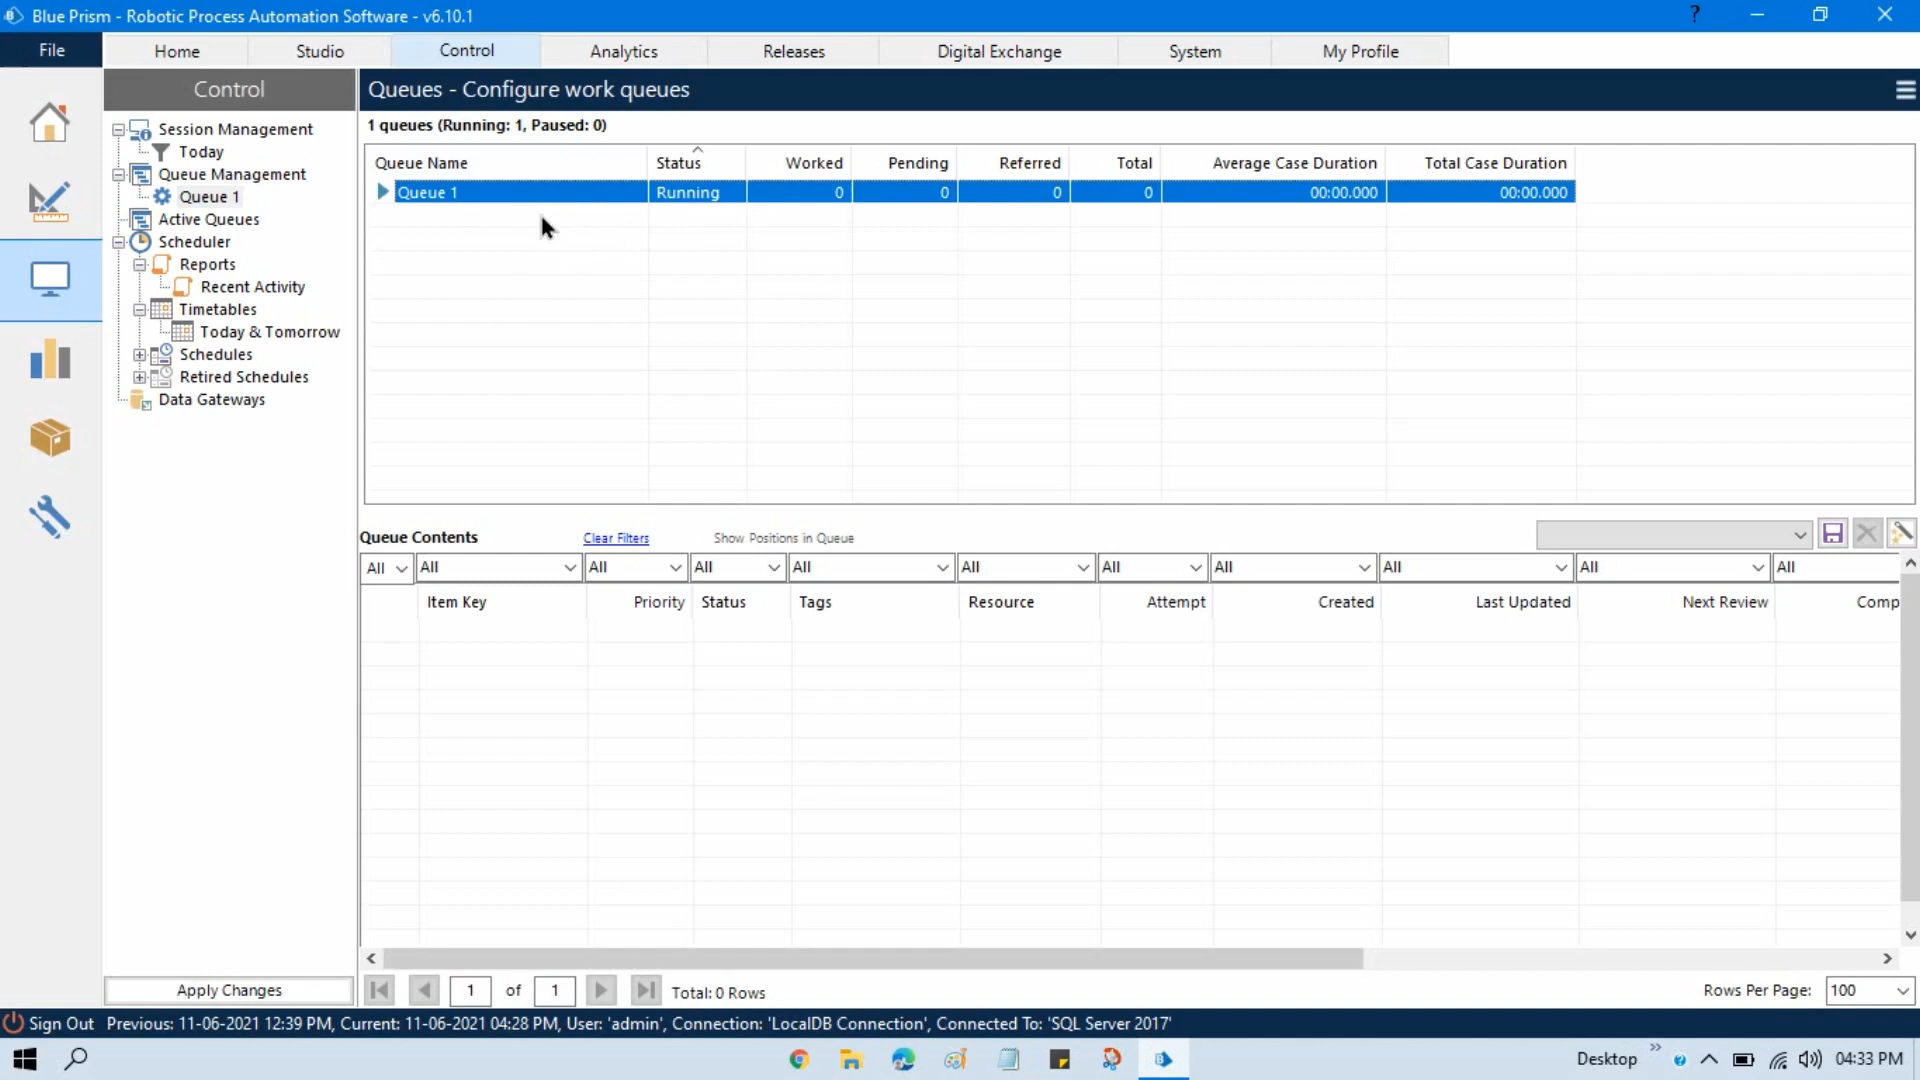 Blue Prism - Robotic Process Automation Software - v6.10.1
?
File Home Studio Control Analytics Releases Digital Exchange System My Profile
Control
Session Management
Today
Queue Management
Queue 1
Active Queues
Scheduler
Reports
Recent Activity
Timetables
Today & Tomorrow
Schedules
Retired Schedules
Data Gateways
Apply Changes
Queues - Configure work queues
1 queues (Running: 1, Paused: 0)
Queue Name Status Worked Pending Referred Total Average Case Duration Total Case Duration
Queue 1 Running 0 0 0 0 00:00.000 00:00.000
Queue Contents Clear Filters Show Positions in Queue
All All All All All All All All All All All
Item Key Priority Status Tags Resource Attempt Created Last Updated Next Review Comp
1 of 1 Total: 0 Rows Rows Per Page: 100
Sign Out Previous: 11-06-2021 12:39 PM, Current: 11-06-2021 04:28 PM, User: 'admin', Connection: 'LocalDB Connection', Connected To: 'SQL Server 2017'
Desktop 04:33 PM